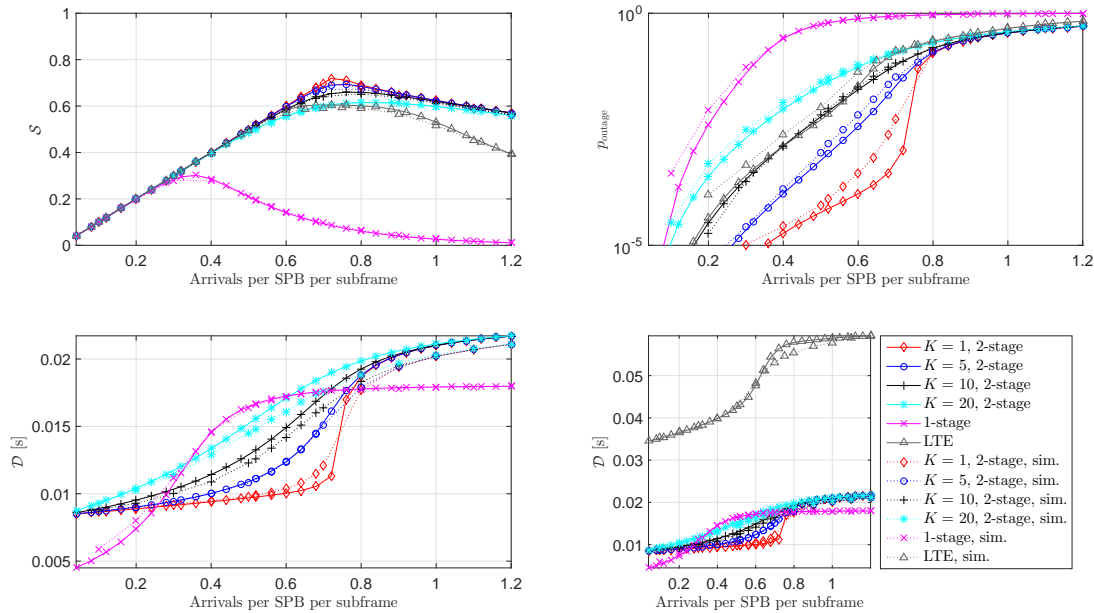 1
0.8
0.6
0.4
0.2
0
S
0.2
0.4
0.6
0.8
1.0
1.2
Arrivals per SPB per subframe
10^0
10^-5
p_outage
0.2
0.4
0.6
0.8
1.0
1.2
Arrivals per SPB per subframe
0.02
0.015
0.01
0.005
D [s]
0.2
0.4
0.6
0.8
1.0
1.2
Arrivals per SPB per subframe
0.05
0.04
0.03
0.02
0.01
D [s]
0.2
0.4
0.6
0.8
1.0
1.2
Arrivals per SPB per subframe
K = 1, 2-stage
K = 5, 2-stage
K = 10, 2-stage
K = 20, 2-stage
1-stage
LTE
K = 1, 2-stage, sim.
K = 5, 2-stage, sim.
K = 10, 2-stage, sim.
K = 20, 2-stage, sim.
1-stage, sim.
LTE, sim.